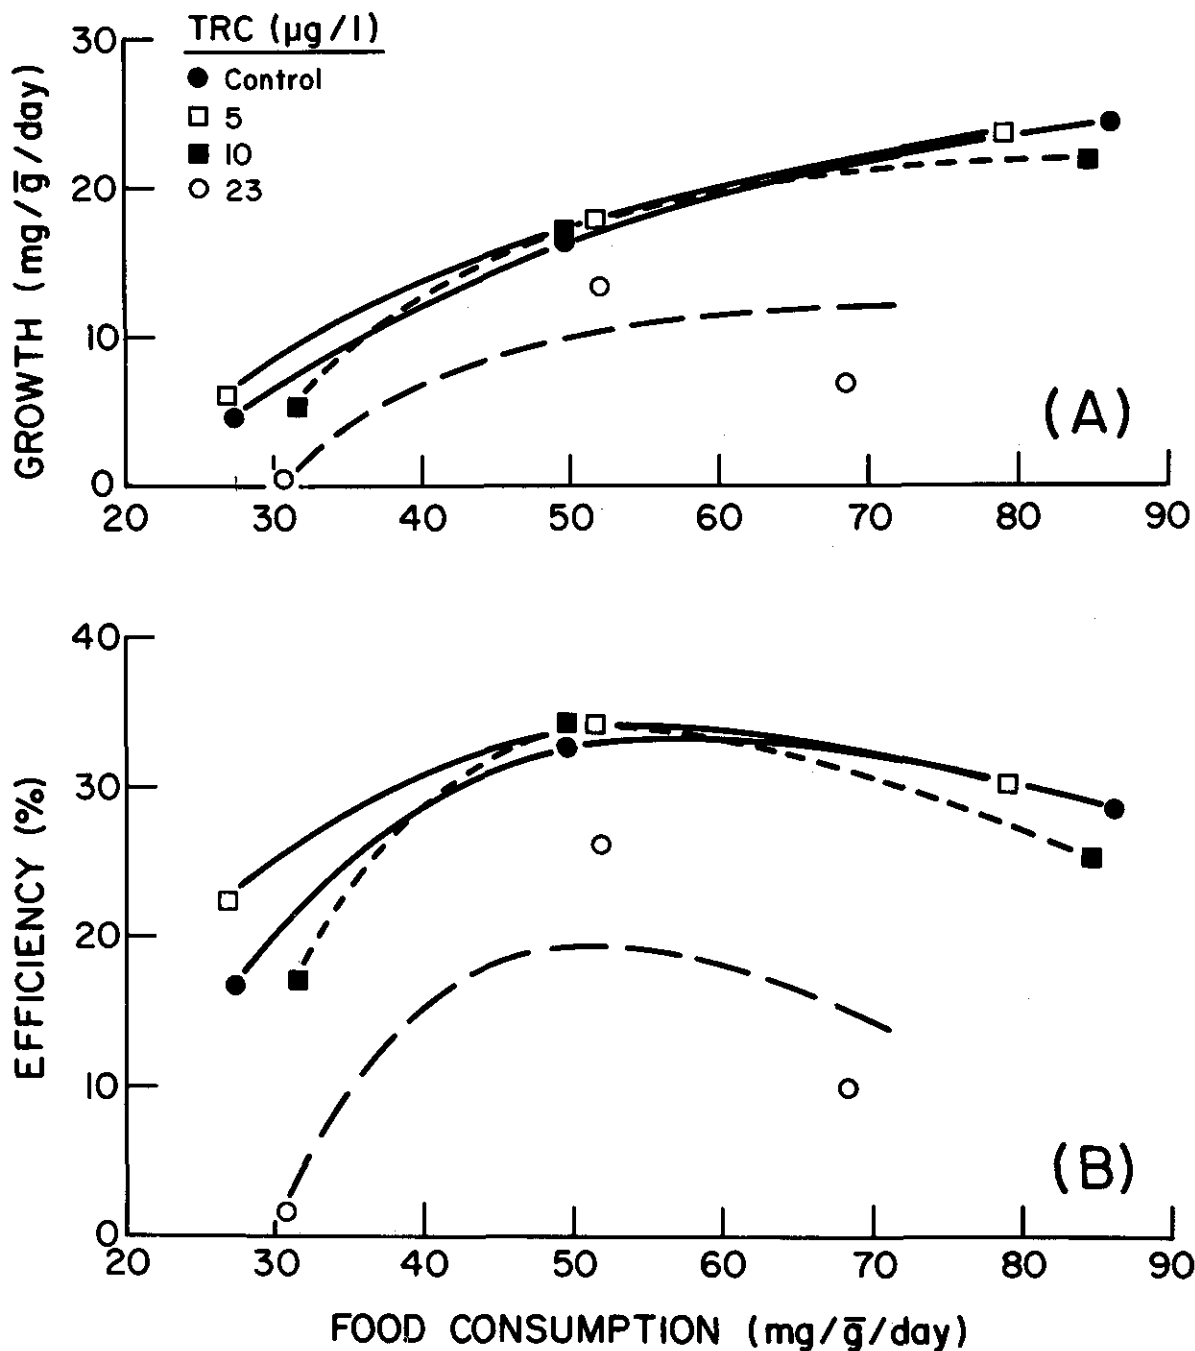 TRC (µg/l)
Control
5
10
23
30
20
10
0
GROWTH (mg/g̅/day)
20 30 40 50 60 70 80 90
(A)
40
30
20
10
0
EFFICIENCY (%)
20 30 40 50 60 70 80 90
(B)
FOOD CONSUMPTION (mg/g̅/day)